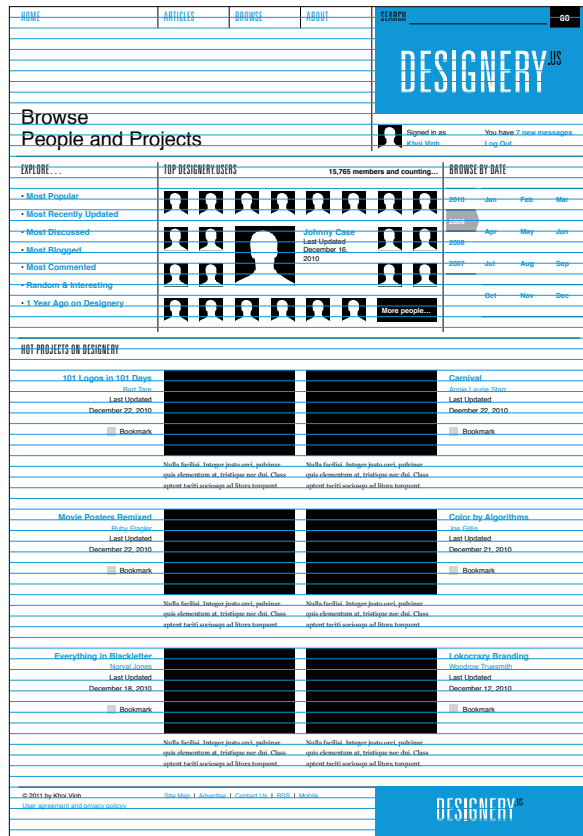 HOME
ARTICLES
BROWSE
ABOUT
SEARCH
GO
DESIGNERY.US
Browse
People and Projects
Signed in as
Khoi Vinh
You have 7 new messages
Log Out
EXPLORE...
• Most Popular
• Most Recently Updated
• Most Discussed
• Most Blogged
• Most Commented
• Random & Interesting
• 1 Year Ago on Designery
TOP DESIGNERY.USERS
15,765 members and counting...
Johnny Case
Last Updated
December 16,
2010
More people...
BROWSE BY DATE
2010
2009
2008
2007
Jan Feb Mar
Apr May Jun
Jul Aug Sep
Oct Nov Dec
HOT PROJECTS ON DESIGNERY
101 Logos in 101 Days
Bart Tare
Last Updated
December 22, 2010
Bookmark
Nulla facilisi. Integer justo orci, pulvinar
quis elementum at, tristique nec dui. Class
aptent taciti sociosqu ad litora torquent.
Nulla facilisi. Integer justo orci, pulvinar
quis elementum at, tristique nec dui. Class
aptent taciti sociosqu ad litora torquent.
Carnival
Annie Laurie Starr
Last Updated
Deember 22, 2010
Bookmark
Movie Posters Remixed
Ruby Flagler
Last Updated
December 22, 2010
Bookmark
Nulla facilisi. Integer justo orci, pulvinar
quis elementum at, tristique nec dui. Class
aptent taciti sociosqu ad litora torquent.
Nulla facilisi. Integer justo orci, pulvinar
quis elementum at, tristique nec dui. Class
aptent taciti sociosqu ad litora torquent.
Color by Algorithms
Joe Gillis
Last Updated
December 21, 2010
Bookmark
Everything in Blackletter
Norval Jones
Last Updated
December 18, 2010
Bookmark
Nulla facilisi. Integer justo orci, pulvinar
quis elementum at, tristique nec dui. Class
aptent taciti sociosqu ad litora torquent.
Nulla facilisi. Integer justo orci, pulvinar
quis elementum at, tristique nec dui. Class
aptent taciti sociosqu ad litora torquent.
Lokocrazy Branding
Woodrow Truesmith
Last Updated
December 12, 2010
Bookmark
© 2011 by Khoi Vinh
User agreement and privacy policyy
Site Map | Advertise | Contact Us | RSS | Mobile
DESIGNERY.US